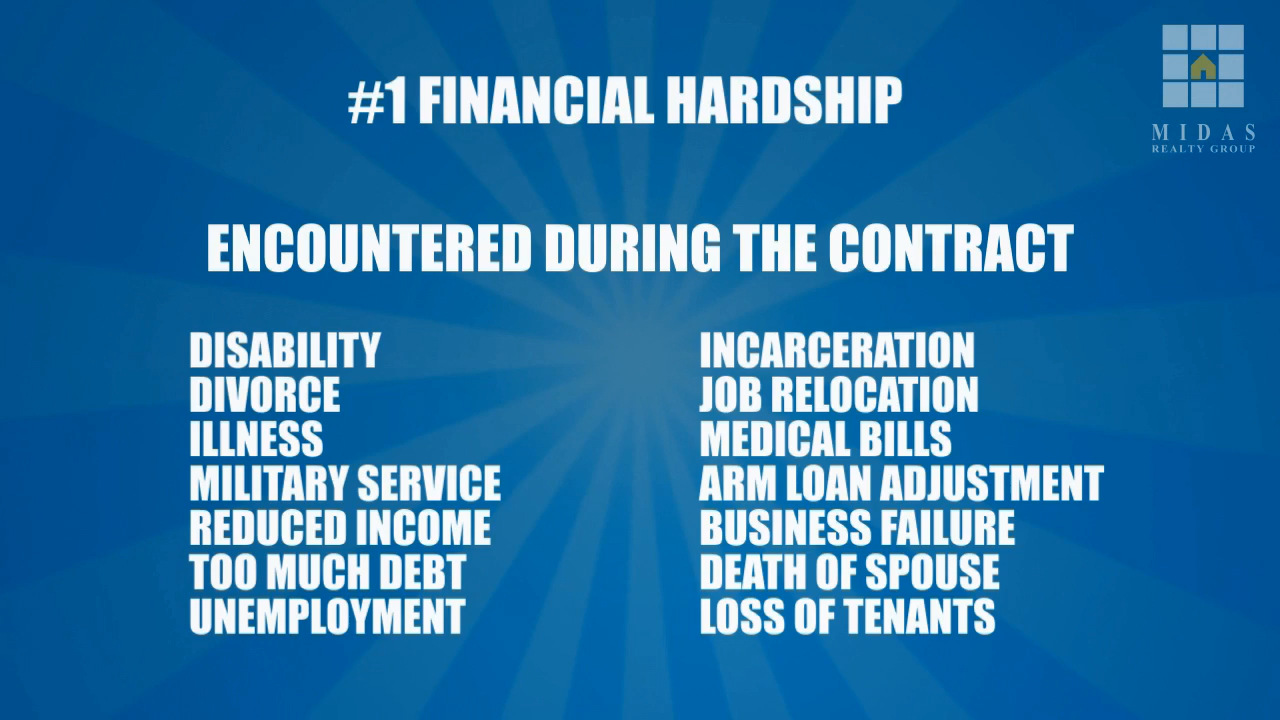 #1 FINANCIAL HARDSHIP
MIDAS
REALTY GROUP
ENCOUNTERED DURING THE CONTRACT
DISABILITY
DIVORCE
ILLNESS
MILITARY SERVICE
REDUCED INCOME
TOO MUCH DEBT
UNEMPLOYMENT
INCARCERATION
JOB RELOCATION
MEDICAL BILLS
ARM LOAN ADJUSTMENT
BUSINESS FAILURE
DEATH OF SPOUSE
LOSS OF TENANTS